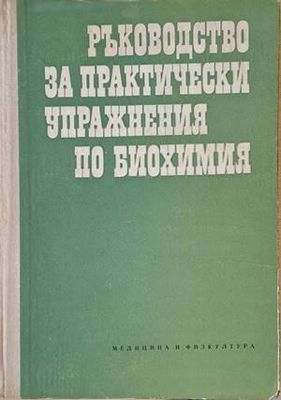 РЪКОВОДСТВО
ЗА ПРАКТИЧЕСКИ
УПРАЖНЕНИЯ
ПО БИОХИМИЯ
МЕДИЦИНА И ФИЗКУЛТУРА